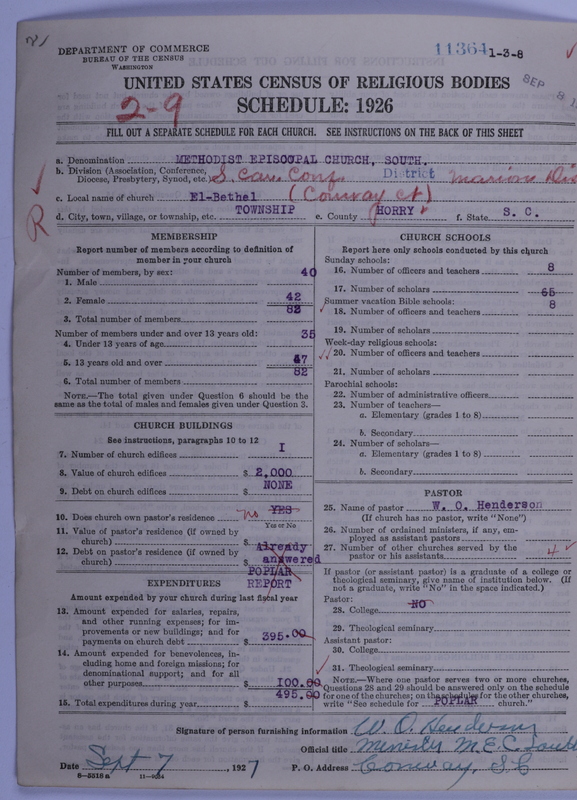 DEPARTMENT OF COMMERCE
BUREAU OF THE CENSUS
WASHINGTON
11364 1-3-8
SEP 8
UNITED STATES CENSUS OF RELIGIOUS BODIES
2-9
SCHEDULE: 1926
FILL OUT A SEPARATE SCHEDULE FOR EACH CHURCH. SEE INSTRUCTIONS ON THE BACK OF THIS SHEET
a. Denomination METHODIST EPISCOPAL CHURCH, SOUTH.
b. Division (Association, Conference, Diocese, Presbytery, Synod, etc.) S. Car. Conf. District Marion Dis
c. Local name of church El-Bethel (Conway ct)
R
d. City, town, village, or township, etc. TOWNSHIP e. County HORRY f. State S. C.
MEMBERSHIP
Report number of members according to definition of member in your church
Number of members, by sex:
1. Male 40
2. Female 42
3. Total number of members 82
Number of members under and over 13 years old:
4. Under 13 years of age 35
5. 13 years old and over 47
6. Total number of members 82
NOTE.—The total given under Question 6 should be the same as the total of males and females given under Question 3.
CHURCH BUILDINGS
See instructions, paragraphs 10 to 12
7. Number of church edifices I
8. Value of church edifices $ 2,000
9. Debt on church edifices $ NONE
10. Does church own pastor's residence no YES
Yes or No
11. Value of pastor's residence (if owned by church) $
12. Debt on pastor's residence (if owned by church) $
Already
answered
POPLAR
REPORT
EXPENDITURES
Amount expended by your church during last fiscal year
13. Amount expended for salaries, repairs, and other running expenses; for improvements or new buildings; and for payments on church debt $ 395.00
14. Amount expended for benevolences, including home and foreign missions; for denominational support; and for all other purposes $ 100.00
15. Total expenditures during year $ 495.00
CHURCH SCHOOLS
Report here only schools conducted by this church
Sunday schools:
16. Number of officers and teachers 8
17. Number of scholars 65
Summer vacation Bible schools: 8
18. Number of officers and teachers
19. Number of scholars
Week-day religious schools:
20. Number of officers and teachers
21. Number of scholars
Parochial schools:
22. Number of administrative officers
23. Number of teachers—
a. Elementary (grades 1 to 8)
b. Secondary
24. Number of scholars—
a. Elementary (grades 1 to 8)
b. Secondary
PASTOR
25. Name of pastor W. O. Henderson
(If church has no pastor, write "None")
26. Number of ordained ministers, if any, employed as assistant pastors
27. Number of other churches served by the pastor or his assistants 4
If pastor (or assistant pastor) is a graduate of a college or theological seminary, give name of institution below. (If not a graduate, write "No" in the space indicated.)
Pastor:
28. College NO
29. Theological seminary
Assistant pastor:
30. College
31. Theological seminary
NOTE.—Where one pastor serves two or more churches, Questions 28 and 29 should be answered only on the schedule for one of the churches; on the schedules for the other churches, write "See schedule for POPLAR church."
Signature of person furnishing information W. O. Henderson
Official title Minister M.E.C. South
Date Sept 7, 1927 P. O. Address Conway, S.C
8—5518 a 11—9034